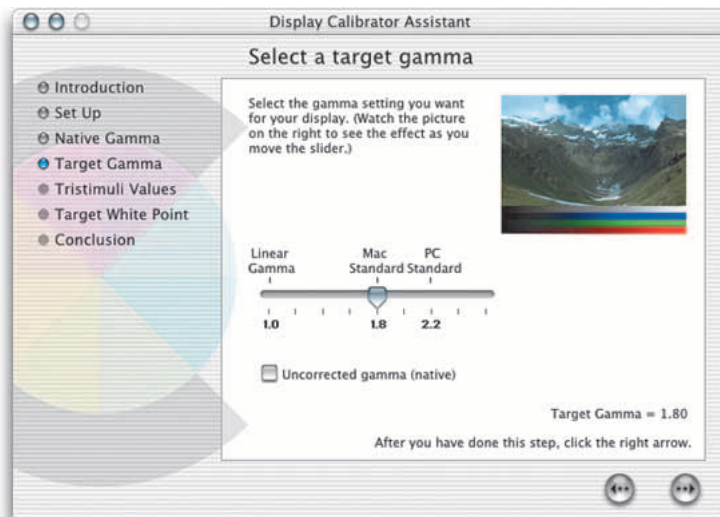 Display Calibrator Assistant
Select a target gamma
Introduction
Set Up
Native Gamma
Target Gamma
Tristimuli Values
Target White Point
Conclusion
Select the gamma setting you want
for your display. (Watch the picture
on the right to see the effect as you
move the slider.)
Linear Mac PC
Gamma Standard Standard
1.0 1.8 2.2
Uncorrected gamma (native)
Target Gamma = 1.80
After you have done this step, click the right arrow.